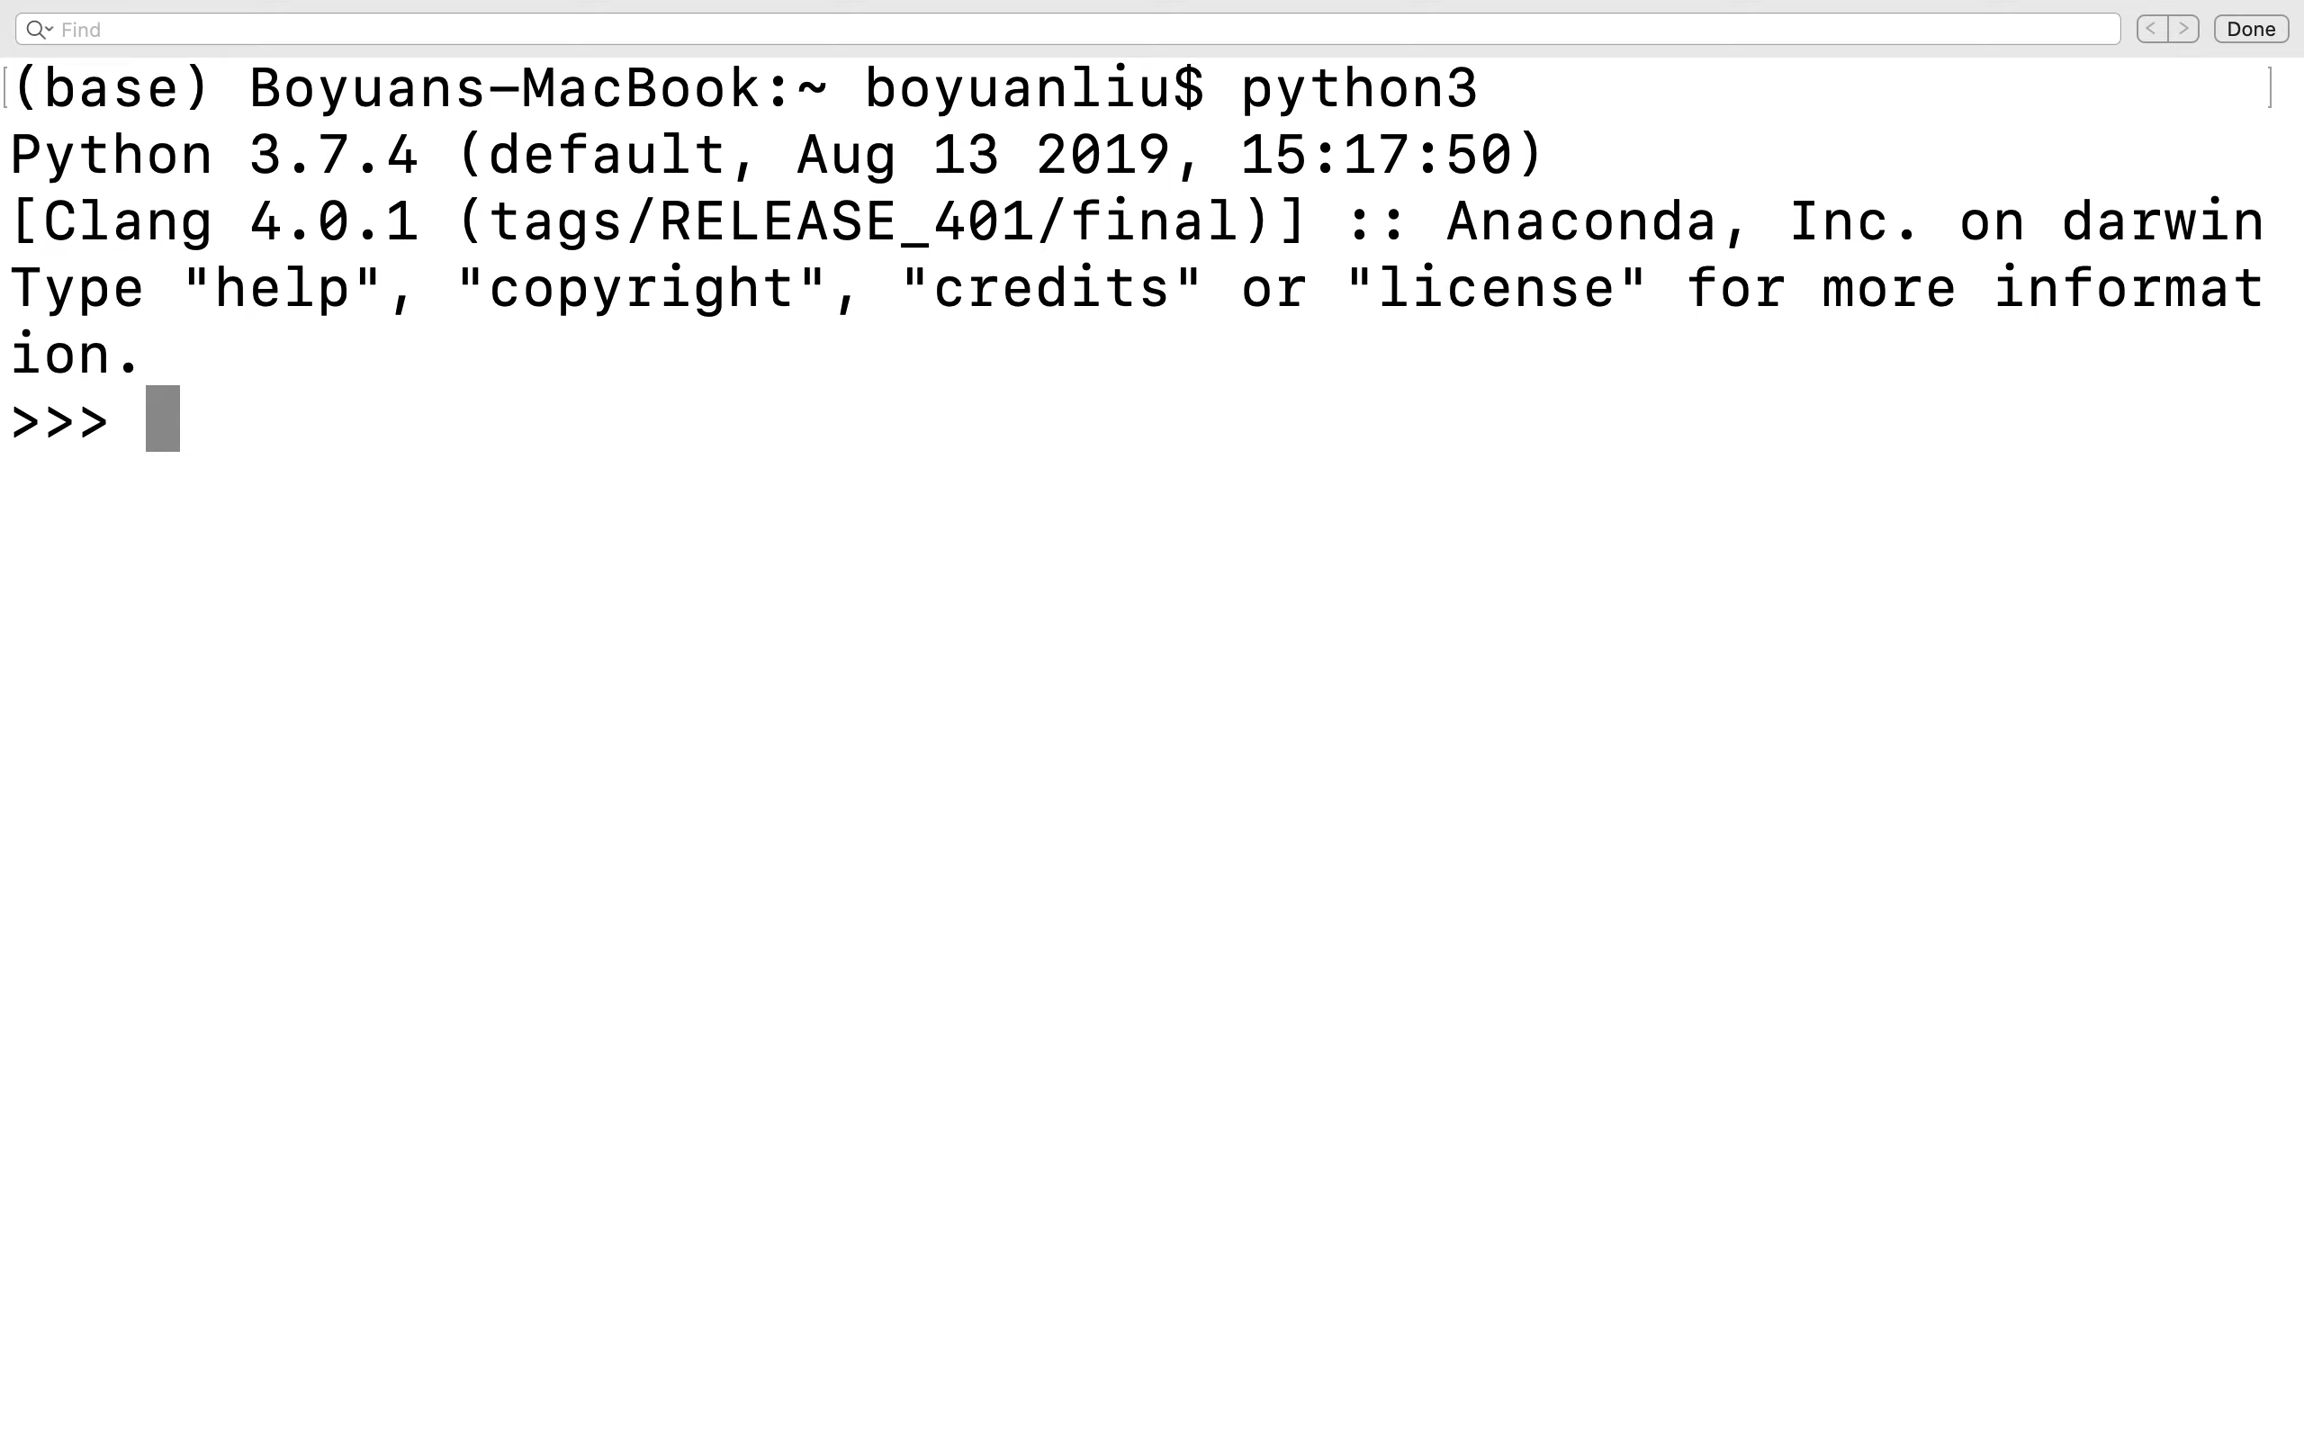 Find < > Done
(base) Boyuans-MacBook:~ boyuanliu$ python3
Python 3.7.4 (default, Aug 13 2019, 15:17:50)
[Clang 4.0.1 (tags/RELEASE_401/final)] :: Anaconda, Inc. on darwin
Type "help", "copyright", "credits" or "license" for more informat
ion.
>>>